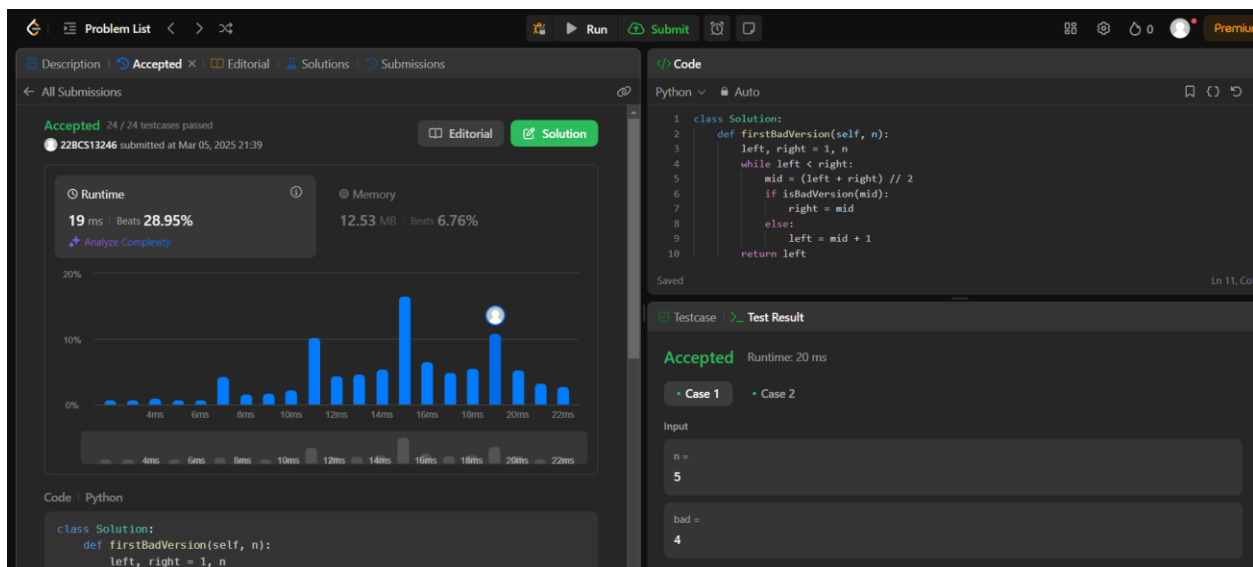 Problem List
Run
Submit
0
Premiu
Description
Accepted
Editorial
Solutions
Submissions
All Submissions
Accepted 24 / 24 testcases passed
22BCS13246 submitted at Mar 05, 2025 21:39
Editorial
Solution
Runtime
19 ms | Beats 28.95%
Analyze Complexity
Memory
12.53 MB | Beats 6.76%
20%
10%
0%
4ms 6ms 8ms 10ms 12ms 14ms 16ms 18ms 20ms 22ms
4ms 6ms 8ms 10ms 12ms 14ms 16ms 18ms 20ms 22ms
Code | Python
class Solution:
def firstBadVersion(self, n):
left, right = 1, n
</> Code
Python
Auto
1 class Solution:
2 def firstBadVersion(self, n):
3 left, right = 1, n
4 while left < right:
5 mid = (left + right) // 2
6 if isBadVersion(mid):
7 right = mid
8 else:
9 left = mid + 1
10 return left
Saved
Ln 11, Co
Testcase
>_ Test Result
Accepted Runtime: 20 ms
• Case 1
• Case 2
Input
n =
5
bad =
4